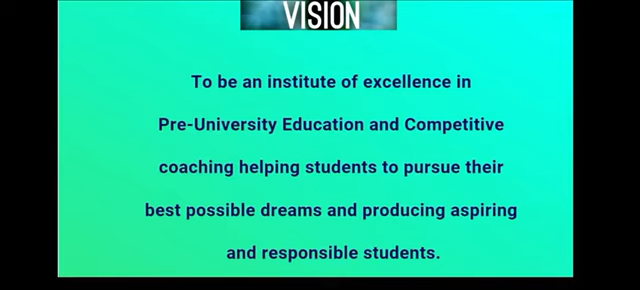 VISION
To be an institute of excellence in
Pre-University Education and Competitive
coaching helping students to pursue their
best possible dreams and producing aspiring
and responsible students.